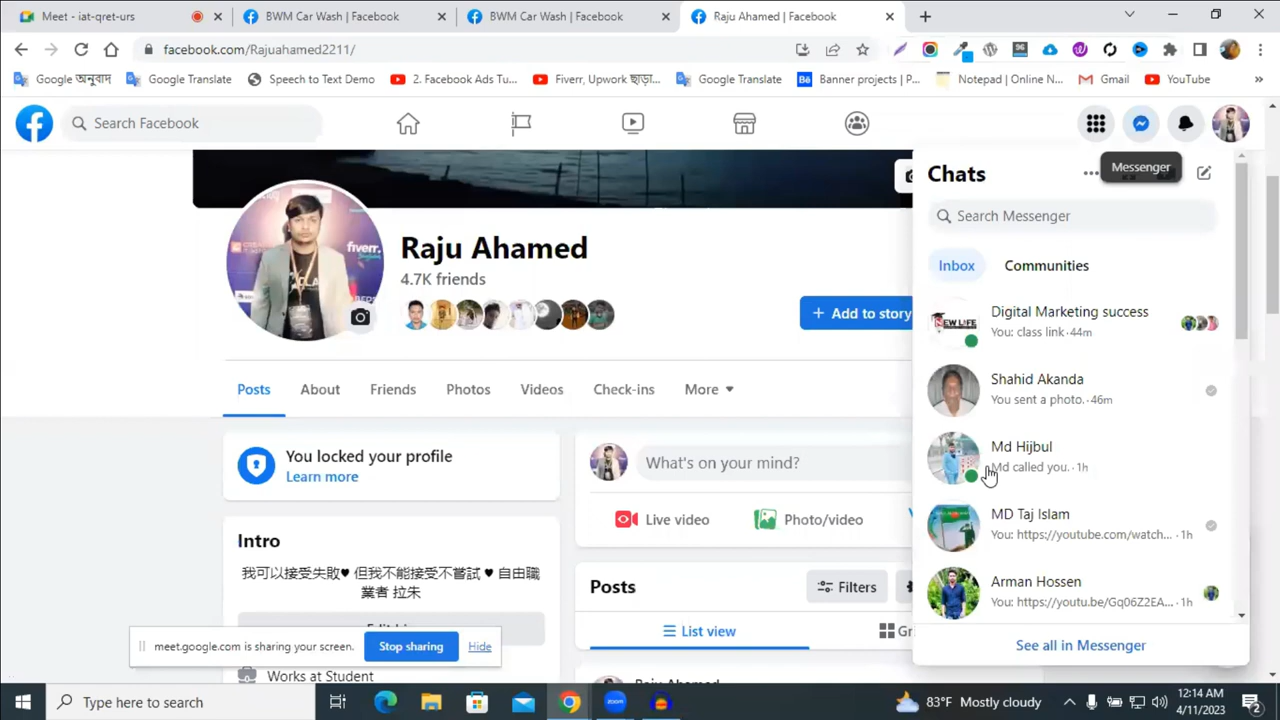 Meet - iat-qret-urs
BWM Car Wash | Facebook
BWM Car Wash | Facebook
Raju Ahamed | Facebook
facebook.com/Rajuahamed2211/
Google অনুবাদ
Google Translate
Speech to Text Demo
2. Facebook Ads Tu...
Fiverr, Upwork ছাড়া...
Google Translate
Banner projects | P...
Notepad | Online N...
Gmail
YouTube
Search Facebook
Messenger
Chats
Search Messenger
Inbox
Communities
Digital Marketing success
You: class link · 44m
Shahid Akanda
You sent a photo. · 46m
Md Hijbul
Md called you. · 1h
MD Taj Islam
You: https://youtube.com/watch... · 1h
Arman Hossen
You: https://youtu.be/Gq06Z2EA... · 1h
See all in Messenger
fiverr.
Raju Ahamed
4.7K friends
+ Add to story
Posts
About
Friends
Photos
Videos
Check-ins
More
You locked your profile
Learn more
What's on your mind?
Live video
Photo/video
Intro
我可以接受失敗♥ 但我不能接受不嘗試 ♥ 自由職
業者 拉朱
Posts
Filters
List view
Works at Student
Raju Ahamed
meet.google.com is sharing your screen.
Stop sharing
Hide
Type here to search
83°F Mostly cloudy
12:14 AM
4/11/2023
2